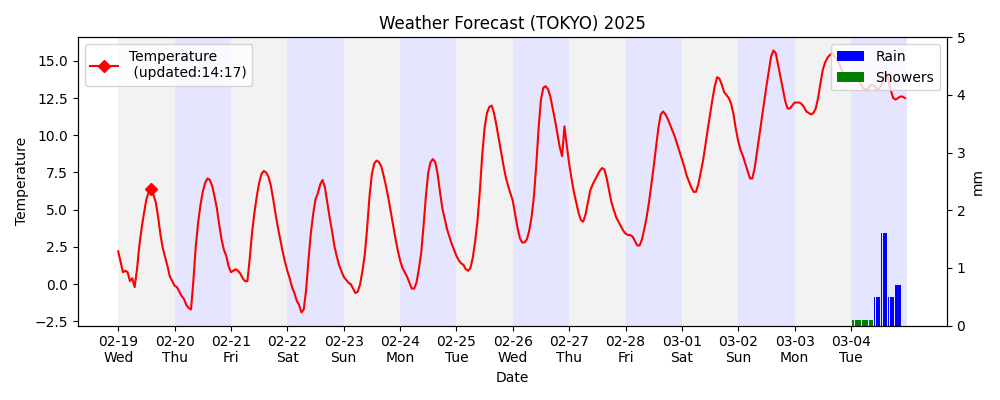 Weather Forecast (TOKYO) 2025
Temperature
(updated:14:17)
Rain
Showers
Temperature
15.0
12.5
10.0
7.5
5.0
2.5
0.0
−2.5
5
4
3
2
1
0
mm
02-19 02-20 02-21 02-22 02-23 02-24 02-25 02-26 02-27 02-28 03-01 03-02 03-03 03-04
Wed Thu Fri Sat Sun Mon Tue Wed Thu Fri Sat Sun Mon Tue
Date